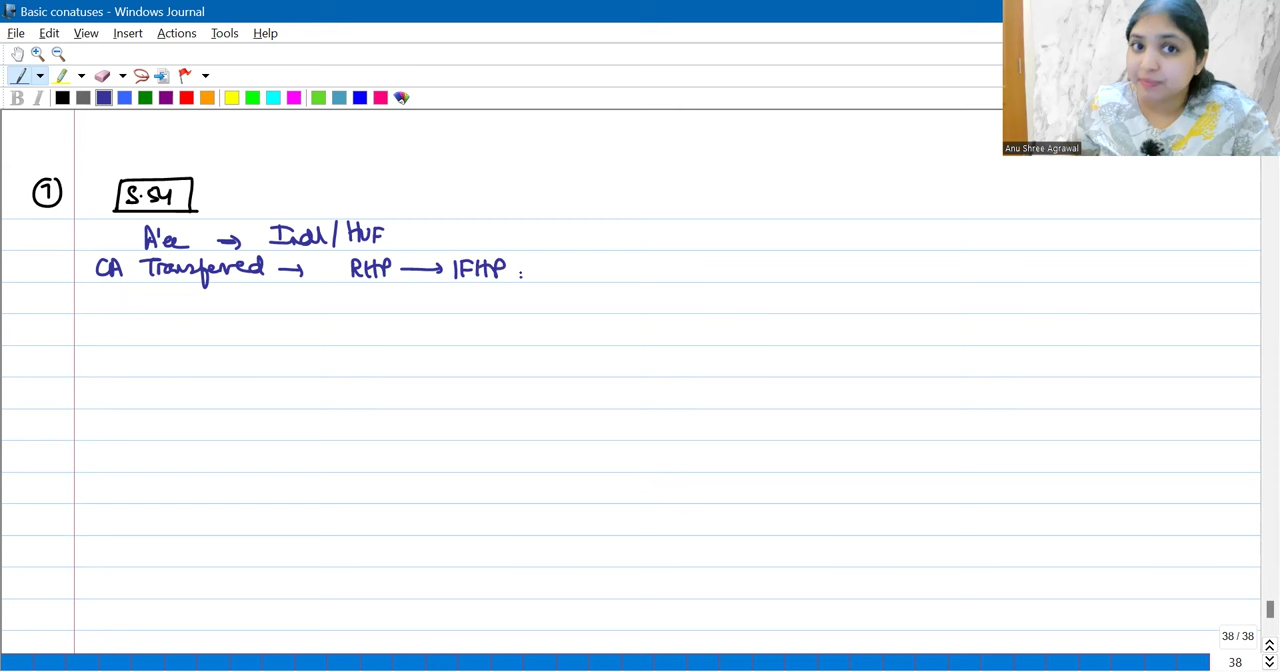 Basic conatuses - Windows Journal
File Edit View Insert Actions Tools Help
B I
Anu Shree Agrawal
① S.54
A'ee → Indl / HUF
CA Transferred → RHP → IFHP :
38 / 38
38